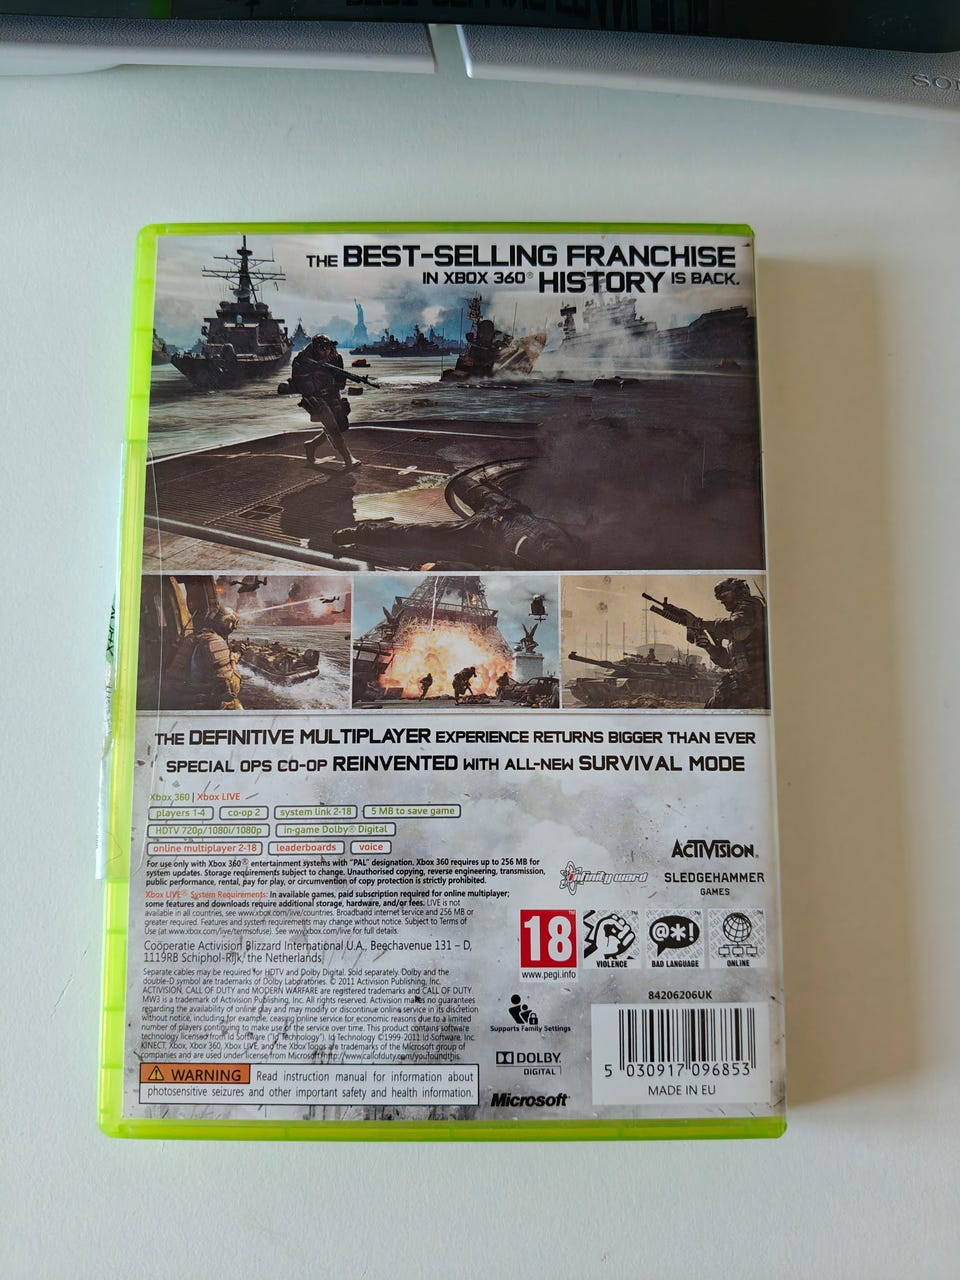 SON
THE BEST-SELLING FRANCHISE
IN XBOX 360® HISTORY IS BACK.
THE DEFINITIVE MULTIPLAYER EXPERIENCE RETURNS BIGGER THAN EVER
SPECIAL OPS CO-OP REINVENTED WITH ALL-NEW SURVIVAL MODE
Xbox 360 | Xbox LIVE
players 1-4 co-op 2 system link 2-18 5 MB to save game
HDTV 720p/1080i/1080p in-game Dolby® Digital
online multiplayer 2-18 leaderboards voice
For use only with Xbox 360® entertainment systems with "PAL" designation. Xbox 360 requires up to 256 MB for
system updates. Storage requirements subject to change. Unauthorised copying, reverse engineering, transmission,
public performance, rental, pay for play, or circumvention of copy protection is strictly prohibited.
Xbox LIVE® System Requirements: In available games, paid subscription required for online multiplayer;
some features and downloads require additional storage, hardware, and/or fees. LIVE is not
available in all countries, see www.xbox.com/live/countries. Broadband internet service and 256 MB or
greater required. Features and system requirements may change without notice. Subject to Terms of
Use (at www.xbox.com/live/termsofuse). See www.xbox.com/live for full details.
Coöperatie Activision Blizzard International U.A., Beechavenue 131 – D,
1119RB Schiphol-Rijk, the Netherlands
Separate cables may be required for HDTV and Dolby Digital. Sold separately. Dolby and the
double-D symbol are trademarks of Dolby Laboratories. © 2011 Activision Publishing, Inc.
ACTIVISION, CALL OF DUTY and MODERN WARFARE are registered trademarks and CALL OF DUTY
MW3 is a trademark of Activision Publishing, Inc. All rights reserved. Activision makes no guarantees
regarding the availability of online play and may modify or discontinue online service in its discretion
without notice, including for example, ceasing online service for economic reasons due to a limited
number of players continuing to make use of the service over time. This product contains software
technology licensed from Id Software ("Id Technology"). Id Technology ©1999-2011 Id Software, Inc.
KINECT, Xbox, Xbox 360, Xbox LIVE, and the Xbox logos are trademarks of the Microsoft group of
companies and are used under license from Microsoft. http://www.callofduty.com/youfoundthis
WARNING Read instruction manual for information about
photosensitive seizures and other important safety and health information.
ACTIVISION®
infinity ward
SLEDGEHAMMER
GAMES
18
www.pegi.info
VIOLENCE
@*!
BAD LANGUAGE
ONLINE
Supports Family Settings
DOLBY
DIGITAL
Microsoft®
84206206UK
5 030917 096853
MADE IN EU